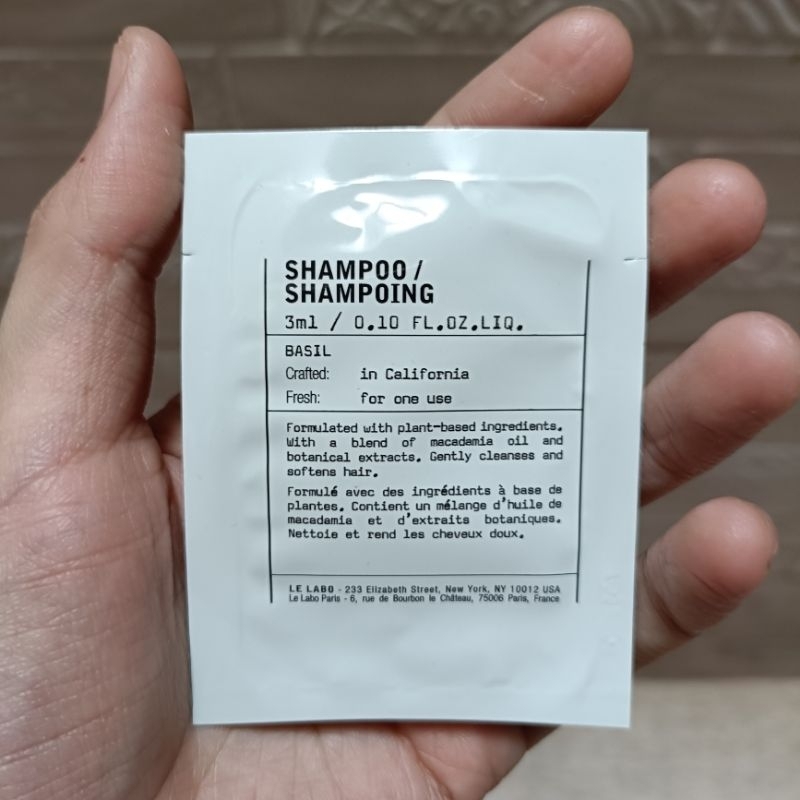 SHAMPOO /
SHAMPOING
3ml / 0.10 FL.OZ.LIQ.
BASIL
Crafted: in California
Fresh: for one use
Formulated with plant-based ingredients.
With a blend of macadamia oil and
botanical extracts. Gently cleanses and
softens hair.
Formulé avec des ingrédients à base de
plantes. Contient un mélange d'huile de
macadamia et d'extraits botaniques.
Nettoie et rend les cheveux doux.
LE LABO - 233 Elizabeth Street, New York, NY 10012 USA
Le Labo Paris - 6, rue de Bourbon le Château, 75006 Paris, France